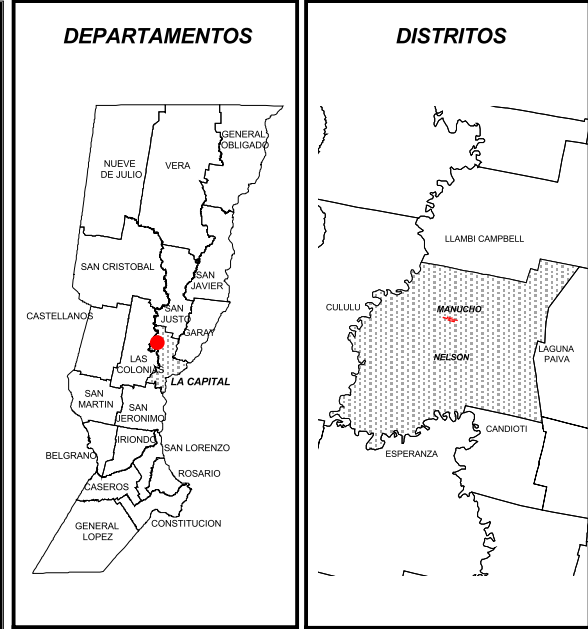 DEPARTAMENTOS
GENERAL
OBLIGADO
NUEVE
DE JULIO
VERA
SAN CRISTOBAL
SAN
JAVIER
CASTELLANOS
SAN
JUSTO
GARAY
LAS
COLONIAS
LA CAPITAL
SAN
MARTIN
SAN
JERONIMO
IRIONDO
SAN LORENZO
BELGRANO
ROSARIO
CASEROS
CONSTITUCION
GENERAL
LOPEZ
DISTRITOS
LLAMBI CAMPBELL
CULULU
MANUCHO
LAGUNA
PAIVA
NELSON
CANDIOTI
ESPERANZA